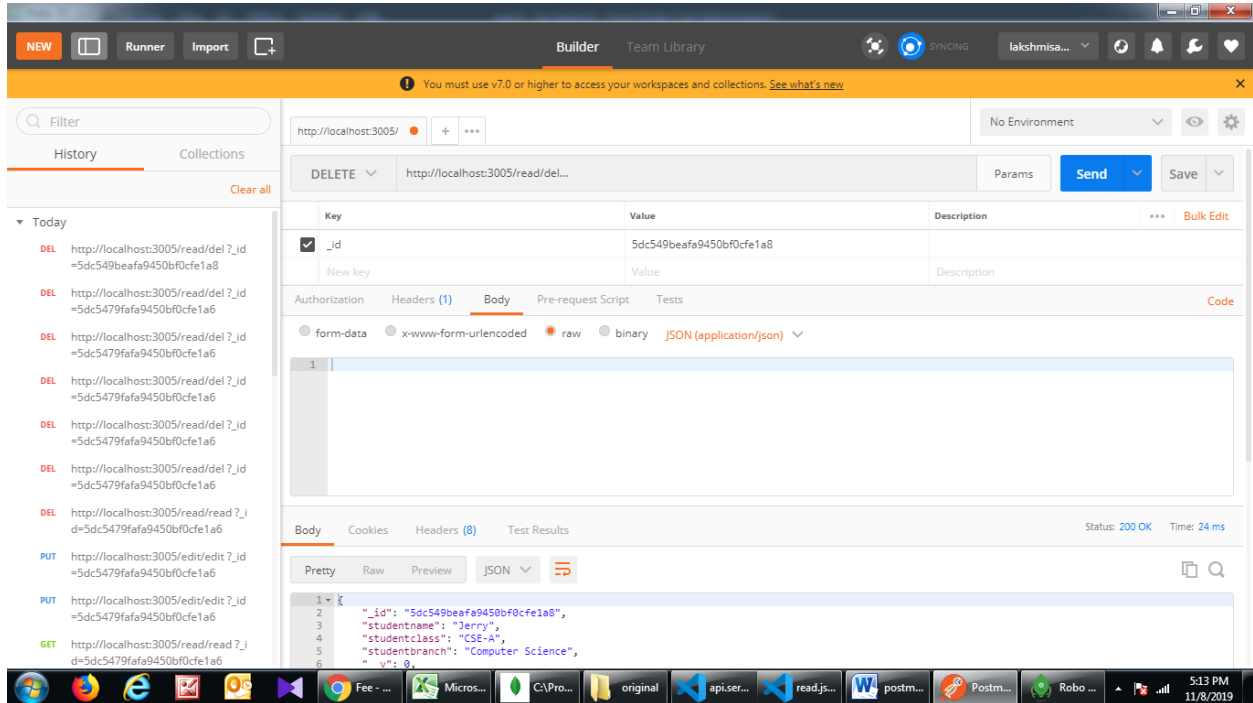 NEW Runner Import Builder Team Library SYNCING lakshmisa...
You must use v7.0 or higher to access your workspaces and collections. See what's new
Filter
History Collections
Clear all
Today
DEL http://localhost:3005/read/del ?_id
=5dc549beafa9450bf0cfe1a8
DEL http://localhost:3005/read/del ?_id
=5dc5479fafa9450bf0cfe1a6
DEL http://localhost:3005/read/del ?_id
=5dc5479fafa9450bf0cfe1a6
DEL http://localhost:3005/read/del ?_id
=5dc5479fafa9450bf0cfe1a6
DEL http://localhost:3005/read/del ?_id
=5dc5479fafa9450bf0cfe1a6
DEL http://localhost:3005/read/del ?_id
=5dc5479fafa9450bf0cfe1a6
DEL http://localhost:3005/read/read ?_i
d=5dc5479fafa9450bf0cfe1a6
PUT http://localhost:3005/edit/edit ?_id
=5dc5479fafa9450bf0cfe1a6
PUT http://localhost:3005/edit/edit ?_id
=5dc5479fafa9450bf0cfe1a6
GET http://localhost:3005/read/read ?_i
d=5dc5479fafa9450bf0cfe1a6
http://localhost:3005/ + •••
No Environment
DELETE http://localhost:3005/read/del... Params Send Save
Key Value Description ••• Bulk Edit
_id 5dc549beafa9450bf0cfe1a8
New key Value Description
Authorization Headers (1) Body Pre-request Script Tests Code
form-data x-www-form-urlencoded raw binary JSON (application/json)
1
Body Cookies Headers (8) Test Results Status: 200 OK Time: 24 ms
Pretty Raw Preview JSON
1 {
2 "_id": "5dc549beafa9450bf0cfe1a8",
3 "studentname": "Jerry",
4 "studentclass": "CSE-A",
5 "studentbranch": "Computer Science",
6 "__v": 0,
Fee - ... Micros... C:\Pro... original api.ser... read.js... postm... Postm... Robo ... 5:13 PM
11/8/2019